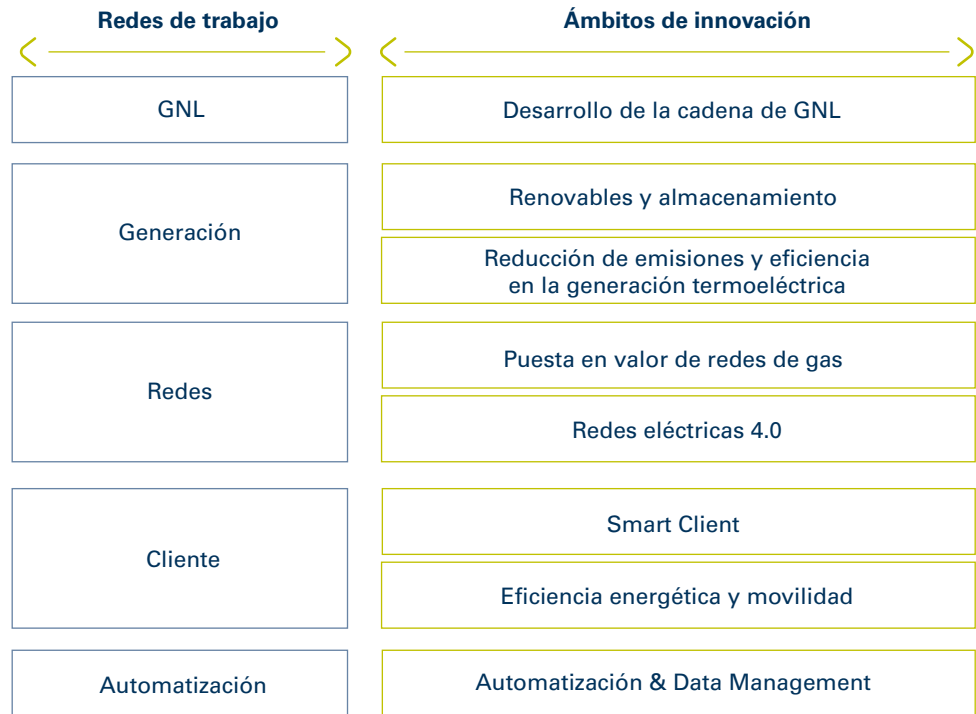 Redes de trabajo
Ámbitos de innovación
GNL
Desarrollo de la cadena de GNL
Generación
Renovables y almacenamiento
Reducción de emisiones y eficiencia
en la generación termoeléctrica
Redes
Puesta en valor de redes de gas
Redes eléctricas 4.0
Cliente
Smart Client
Eficiencia energética y movilidad
Automatización
Automatización & Data Management